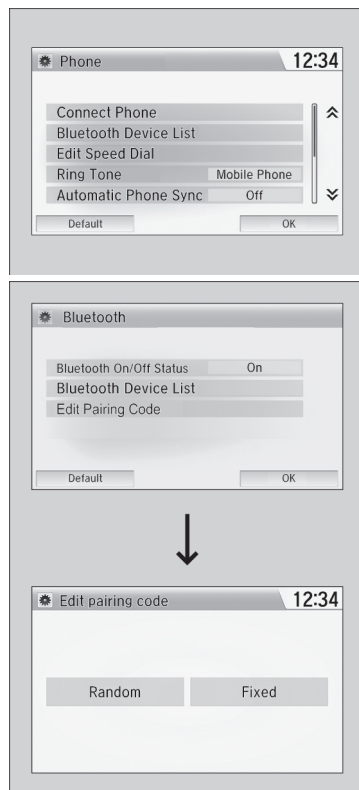 Phone 12:34
Connect Phone
Bluetooth Device List
Edit Speed Dial
Ring Tone Mobile Phone
Automatic Phone Sync Off
Default OK
Bluetooth
Bluetooth On/Off Status On
Bluetooth Device List
Edit Pairing Code
Default OK
Edit pairing code 12:34
Random Fixed